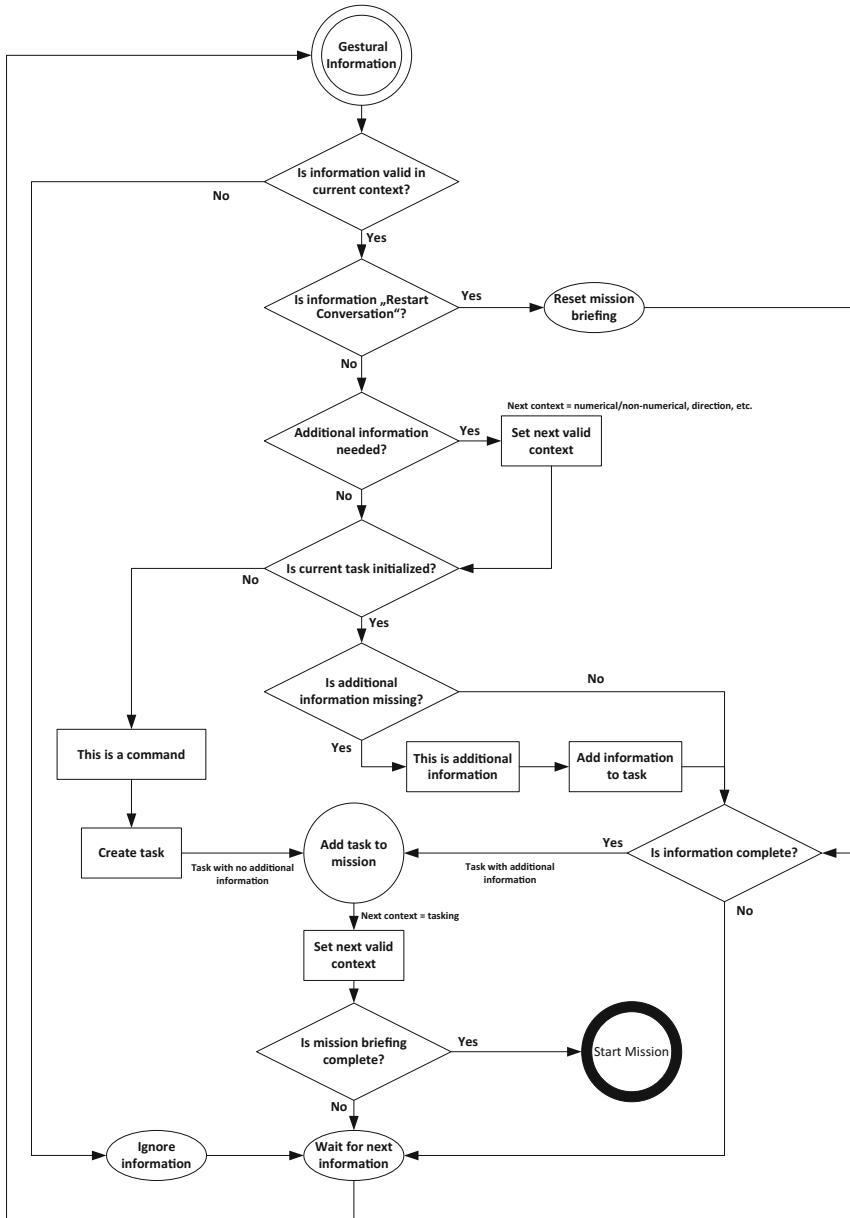 Gestural
Information
Is information valid in
current context?
No
Yes
Is information „Restart
Conversation“?
Yes
Reset mission
briefing
No
Next context = numerical/non-numerical, direction, etc.
Additional information
needed?
Yes
Set next valid
context
No
Is current task initialized?
No
Yes
Is additional
information missing?
No
Yes
This is a command
This is additional
information
Add information
to task
Create task
Task with no additional
information
Add task to
mission
Yes
Task with additional
information
Is information complete?
No
Next context = tasking
Set next valid
context
Is mission briefing
complete?
Yes
Start Mission
No
Ignore
information
Wait for next
information